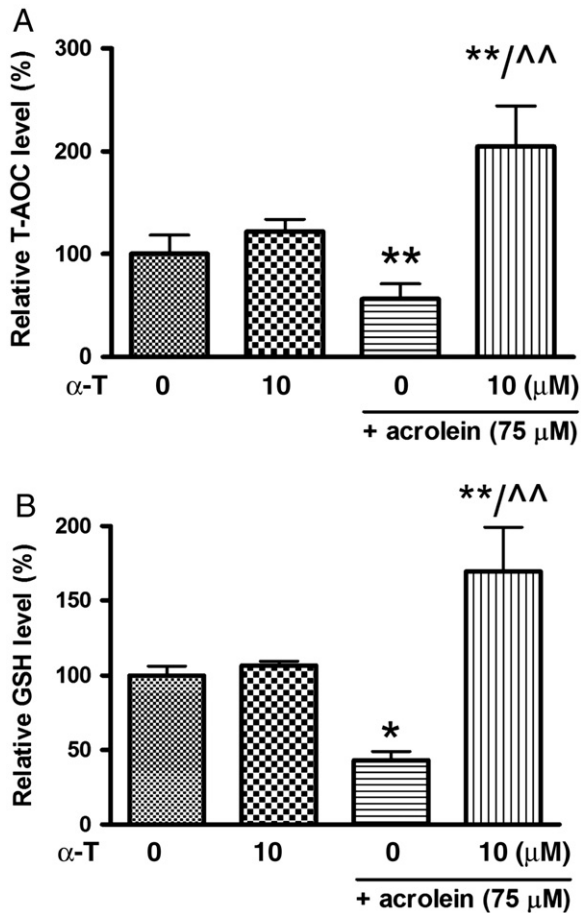 A
Relative T-AOC level (%)
300
200
100
0
**
**/^^
α-T 0 10 0 10 (μM)
+ acrolein (75 μM)
B
Relative GSH level (%)
200
150
100
50
0
*
**/^^
α-T 0 10 0 10 (μM)
+ acrolein (75 μM)